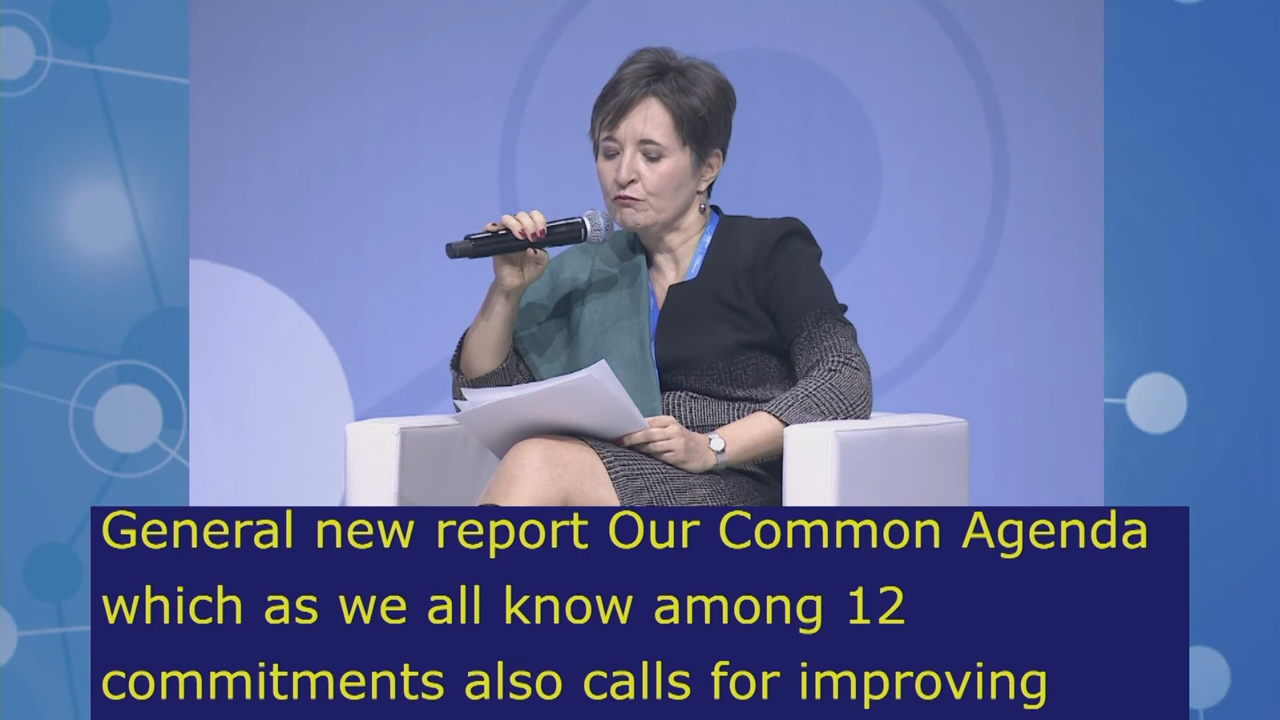 General new report Our Common Agenda
which as we all know among 12
commitments also calls for improving